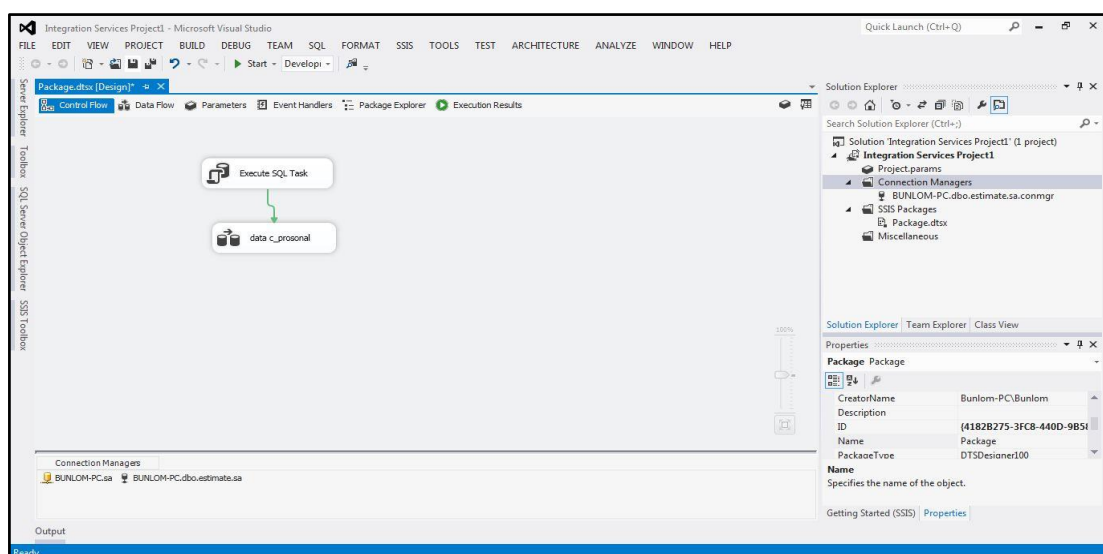 Integration Services Project1 - Microsoft Visual Studio
Quick Launch (Ctrl+Q)
FILE EDIT VIEW PROJECT BUILD DEBUG TEAM SQL FORMAT SSIS TOOLS TEST ARCHITECTURE ANALYZE WINDOW HELP
Start Developr
Server Explorer
Toolbox
SQL Server Object Explorer
SSIS Toolbox
Package.dtsx [Design]*
Control Flow Data Flow Parameters Event Handlers Package Explorer Execution Results
Execute SQL Task
data c_prosonal
100%
Connection Managers
BUNLOM-PC.sa BUNLOM-PC.dbo.estimate.sa
Output
Ready
Solution Explorer
Search Solution Explorer (Ctrl+;)
Solution 'Integration Services Project1' (1 project)
Integration Services Project1
Project.params
Connection Managers
BUNLOM-PC.dbo.estimate.sa.conmgr
SSIS Packages
Package.dtsx
Miscellaneous
Solution Explorer Team Explorer Class View
Properties
Package Package
CreatorName Bunlom-PC\Bunlom
Description
ID {4182B275-3FC8-440D-9B58
Name Package
PackageType DTSDesigner100
Name
Specifies the name of the object.
Getting Started (SSIS) Properties